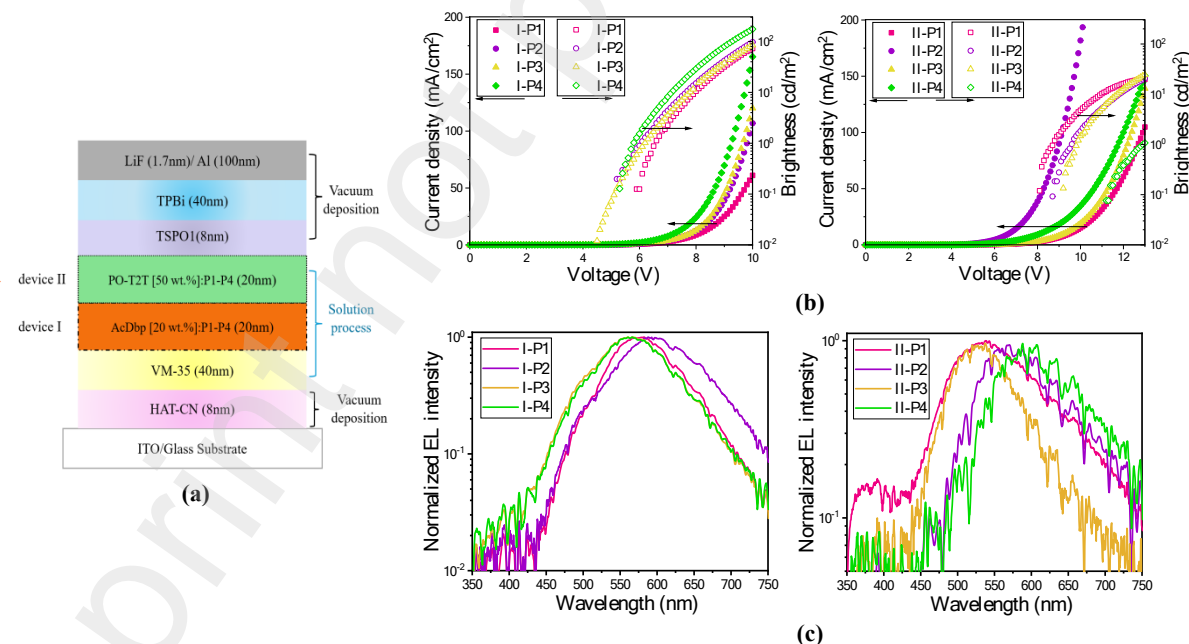 LiF (1.7nm)/ Al (100nm)
TPBi (40nm)
TSPO1(8nm)
Vacuum
deposition
device II
PO-T2T [50 wt.%]:P1-P4 (20nm)
device I
AcDbp [20 wt.%]:P1-P4 (20nm)
Solution
process
VM-35 (40nm)
HAT-CN (8nm)
Vacuum
deposition
ITO/Glass Substrate
(a)
Current density (mA/cm²)
200
150
100
50
0
I-P1
I-P2
I-P3
I-P4
I-P1
I-P2
I-P3
I-P4
10²
10¹
10⁰
10⁻¹
10⁻²
Brightness (cd/m²)
0 2 4 6 8 10
Voltage (V)
Current density (mA/cm²)
200
150
100
50
0
II-P1
II-P2
II-P3
II-P4
II-P1
II-P2
II-P3
II-P4
10²
10¹
10⁰
10⁻¹
10⁻²
Brightness (cd/m²)
0 2 4 6 8 10 12
Voltage (V)
(b)
Normalized EL intensity
10⁰
10⁻¹
10⁻²
I-P1
I-P2
I-P3
I-P4
350 400 450 500 550 600 650 700 750
Wavelength (nm)
Normalized EL intensity
10⁰
10⁻¹
II-P1
II-P2
II-P3
II-P4
350 400 450 500 550 600 650 700 750
Wavelength (nm)
(c)
print not p